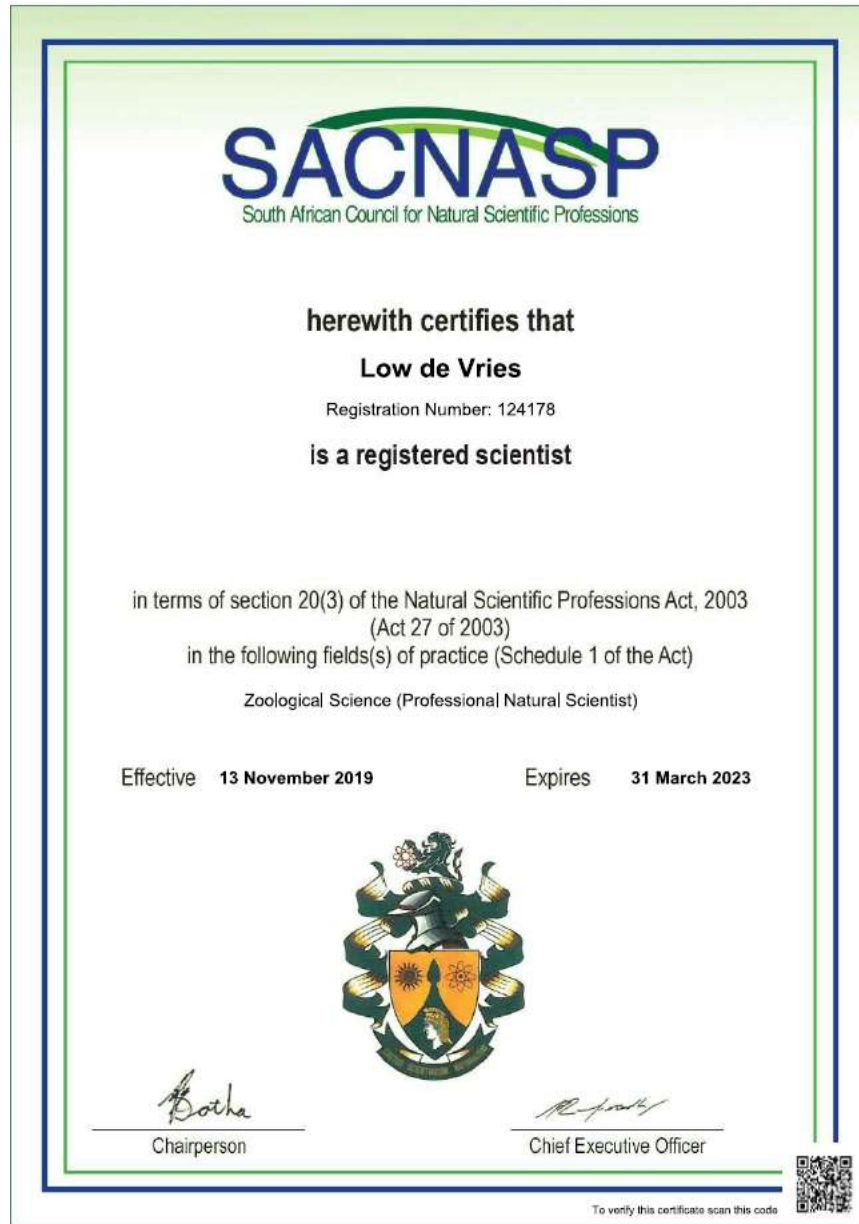 SACNASP
South African Council for Natural Scientific Professions
herewith certifies that
Low de Vries
Registration Number: 124178
is a registered scientist
in terms of section 20(3) of the Natural Scientific Professions Act, 2003
(Act 27 of 2003)
in the following fields(s) of practice (Schedule 1 of the Act)
Zoological Science (Professional Natural Scientist)
Effective 13 November 2019 Expires 31 March 2023
Botha
Chairperson Chief Executive Officer
To verify this certificate scan this code